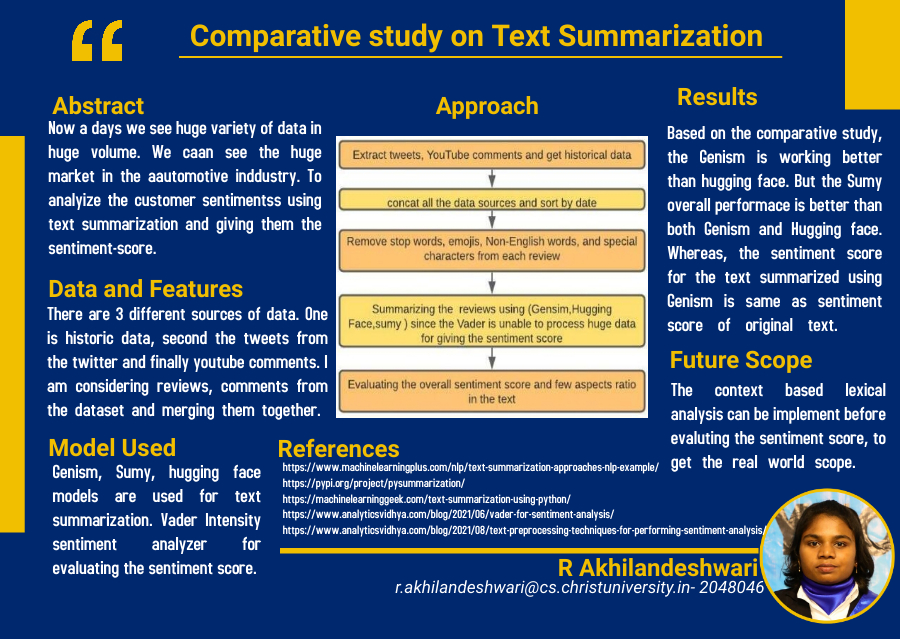 Comparative study on Text Summarization
Abstract
Now a days we see huge variety of data in
huge volume. We caan see the huge
market in the aautomotive inddustry. To
analyize the customer sentimentss using
text summarization and giving them the
sentiment-score.
Data and Features
There are 3 different sources of data. One
is historic data, second the tweets from
the twitter and finally youtube comments. I
am considering reviews, comments from
the dataset and merging them together.
Model Used
Genism, Sumy, hugging face
models are used for text
summarization. Vader Intensity
sentiment analyzer for
evaluating the sentiment score.
Approach
Extract tweets, YouTube comments and get historical data
concat all the data sources and sort by date
Remove stop words, emojis, Non-English words, and special
characters from each review
Summarizing the reviews using (Gensim,Hugging
Face,sumy ) since the Vader is unable to process huge data
for giving the sentiment score
Evaluating the overall sentiment score and few aspects ratio
in the text
References
https://www.machinelearningplus.com/nlp/text-summarization-approaches-nlp-example/
https://pypi.org/project/pysummarization/
https://machinelearninggeek.com/text-summarization-using-python/
https://www.analyticsvidhya.com/blog/2021/06/vader-for-sentiment-analysis/
https://www.analyticsvidhya.com/blog/2021/08/text-preprocessing-techniques-for-performing-sentiment-analysis/
Results
Based on the comparative study,
the Genism is working better
than hugging face. But the Sumy
overall performace is better than
both Genism and Hugging face.
Whereas, the sentiment score
for the text summarized using
Genism is same as sentiment
score of original text.
Future Scope
The context based lexical
analysis can be implement before
evaluting the sentiment score, to
get the real world scope.
R Akhilandeshwari
r.akhilandeshwari@cs.christuniversity.in- 2048046